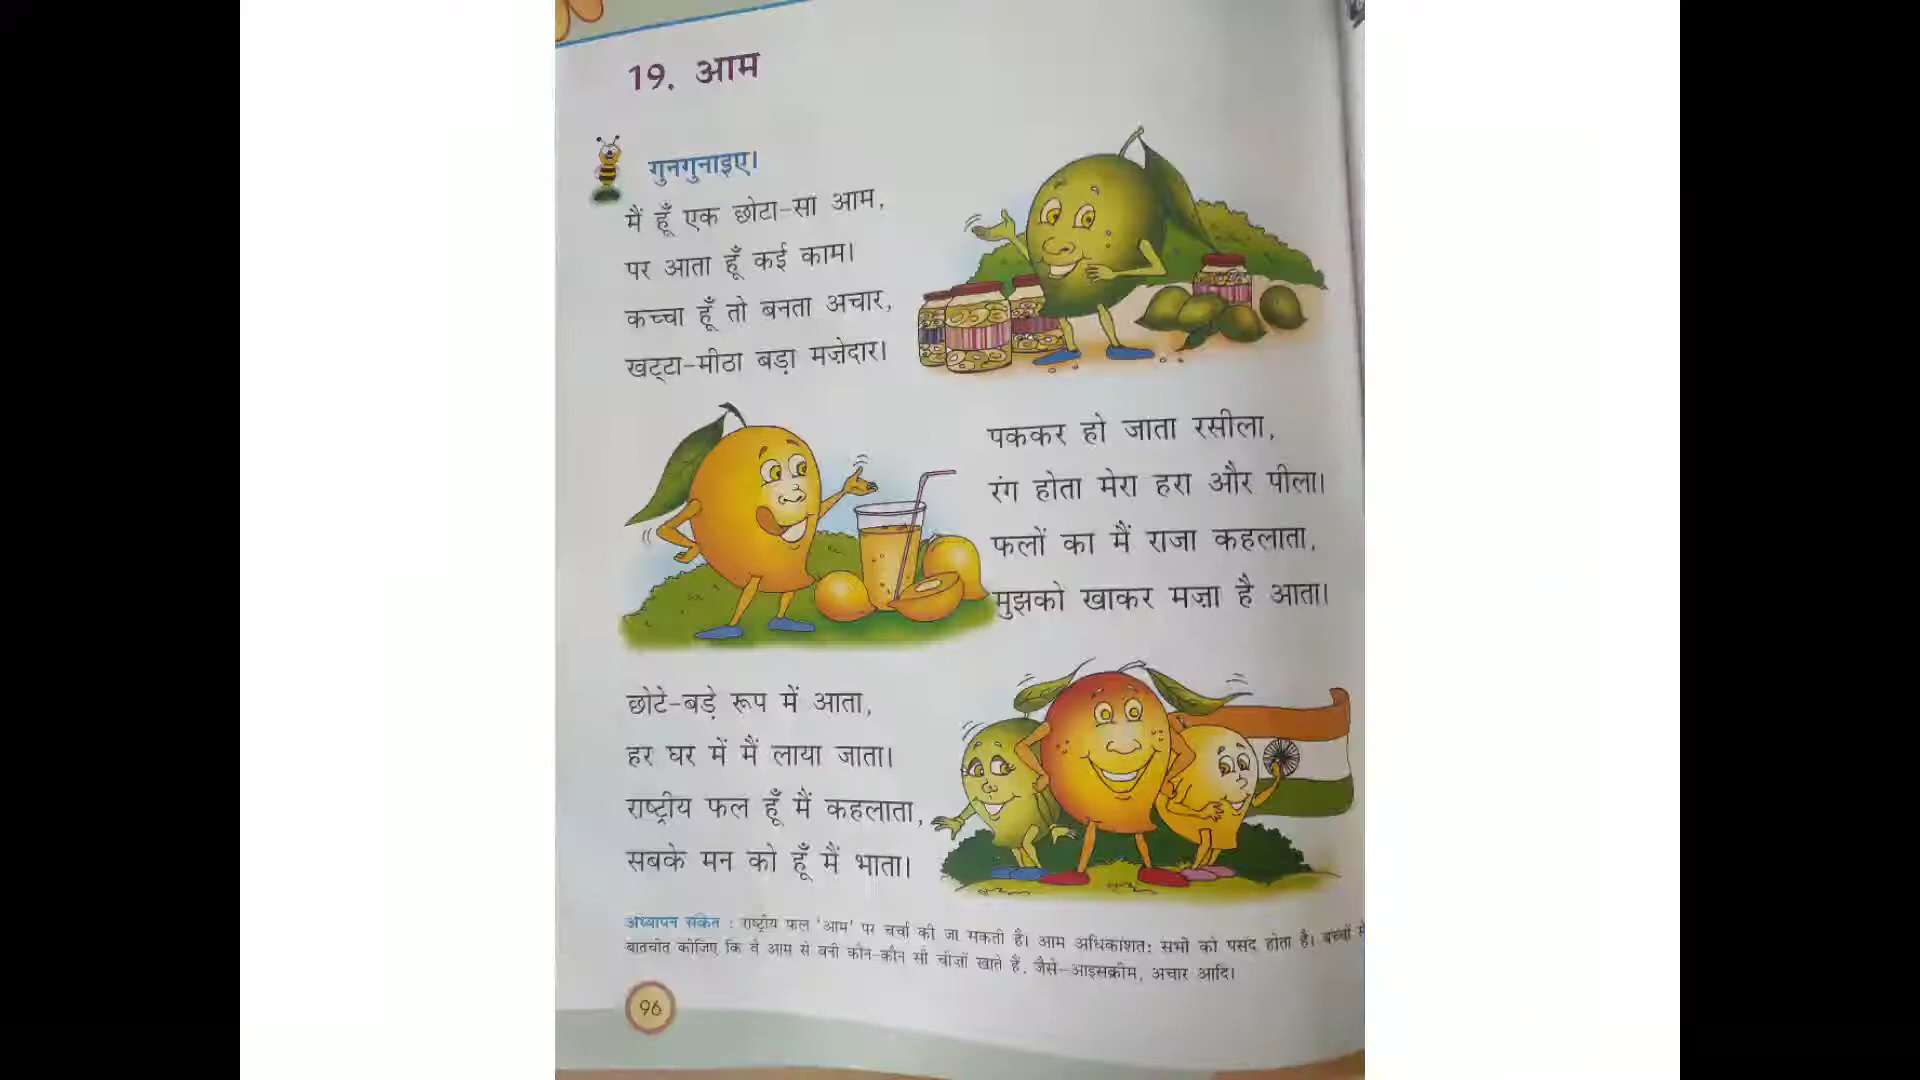 19. आम
गुनगुनाइए।
मैं हूँ एक छोटा-सा आम,
पर आता हूँ कई काम।
कच्चा हूँ तो बनता अचार,
खट्टा-मीठा बड़ा मज़ेदार।
पककर हो जाता रसीला,
रंग होता मेरा हरा और पीला।
फलों का मैं राजा कहलाता,
मुझको खाकर मज़ा है आता।
छोटे-बड़े रूप में आता,
हर घर में मैं लाया जाता।
राष्ट्रीय फल हूँ मैं कहलाता,
सबके मन को हूँ मैं भाता।
अध्यापन संकेत : राष्ट्रीय फल 'आम' पर चर्चा की जा सकती है। आम अधिकांशतः सभी को पसंद होता है। बच्चों से
बातचीत कीजिए कि वे आम से बनी कौन-कौन सी चीज़ें खाते हैं, जैसे-आइसक्रीम, अचार आदि।
96